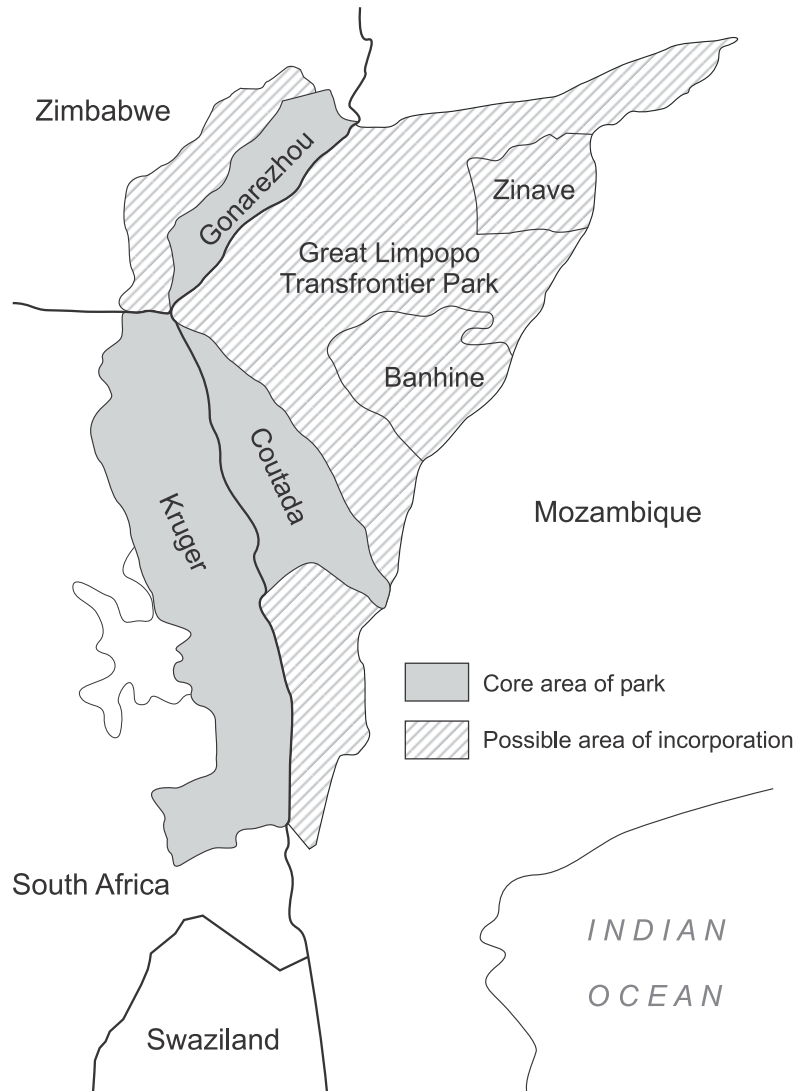 Zimbabwe
Gonarezhou
Zinave
Great Limpopo
Transfrontier Park
Banhine
Coutada
Kruger
Mozambique
Core area of park
Possible area of incorporation
South Africa
INDIAN
OCEAN
Swaziland